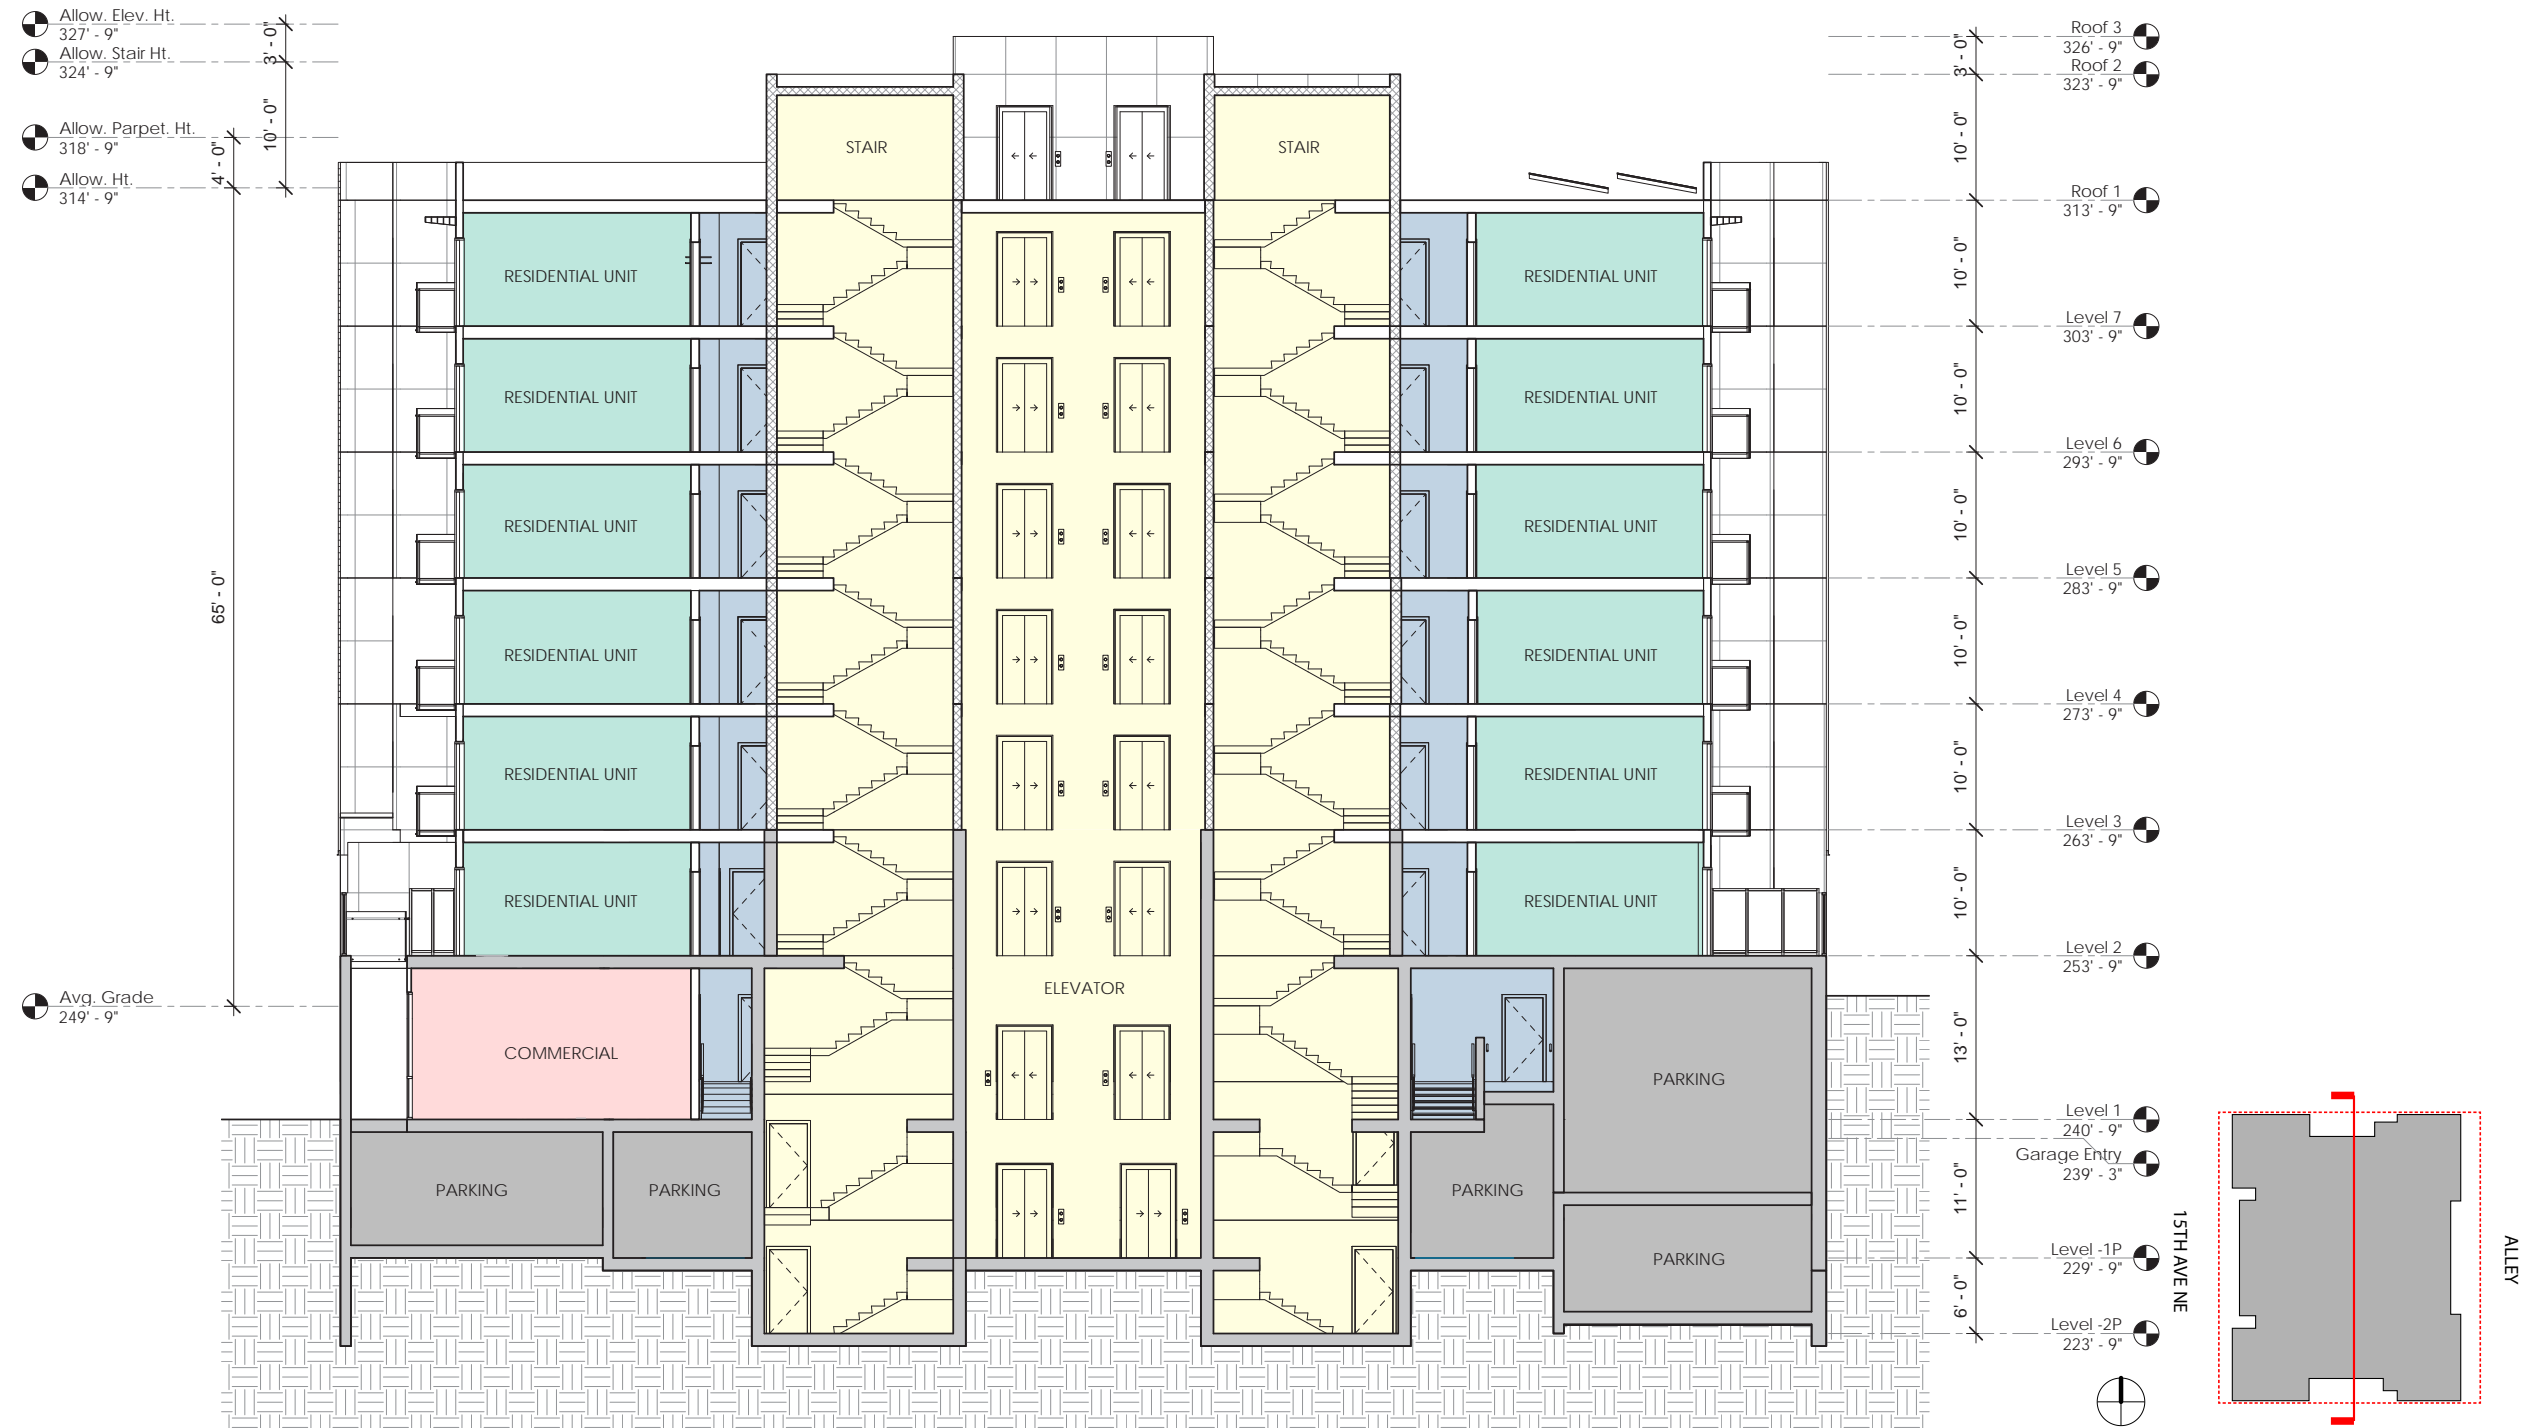 Allow. Elev. Ht.
327' - 9"
Allow. Stair Ht.
324' - 9"
Allow. Parpet. Ht.
318' - 9"
Allow. Ht.
314' - 9"
Avg. Grade
249' - 9"
3' - 0"
10' - 0"
4' - 0"
65' - 0"
STAIR
STAIR
RESIDENTIAL UNIT
RESIDENTIAL UNIT
RESIDENTIAL UNIT
RESIDENTIAL UNIT
RESIDENTIAL UNIT
RESIDENTIAL UNIT
RESIDENTIAL UNIT
RESIDENTIAL UNIT
RESIDENTIAL UNIT
RESIDENTIAL UNIT
RESIDENTIAL UNIT
RESIDENTIAL UNIT
ELEVATOR
COMMERCIAL
PARKING
PARKING
PARKING
PARKING
PARKING
3' - 0"
10' - 0"
10' - 0"
10' - 0"
10' - 0"
10' - 0"
10' - 0"
10' - 0"
13' - 0"
11' - 0"
6' - 0"
Roof 3
326' - 9"
Roof 2
323' - 9"
Roof 1
313' - 9"
Level 7
303' - 9"
Level 6
293' - 9"
Level 5
283' - 9"
Level 4
273' - 9"
Level 3
263' - 9"
Level 2
253' - 9"
Level 1
240' - 9"
Garage Entry
239' - 3"
Level -1P
229' - 9"
Level -2P
223' - 9"
15TH AVE NE
ALLEY